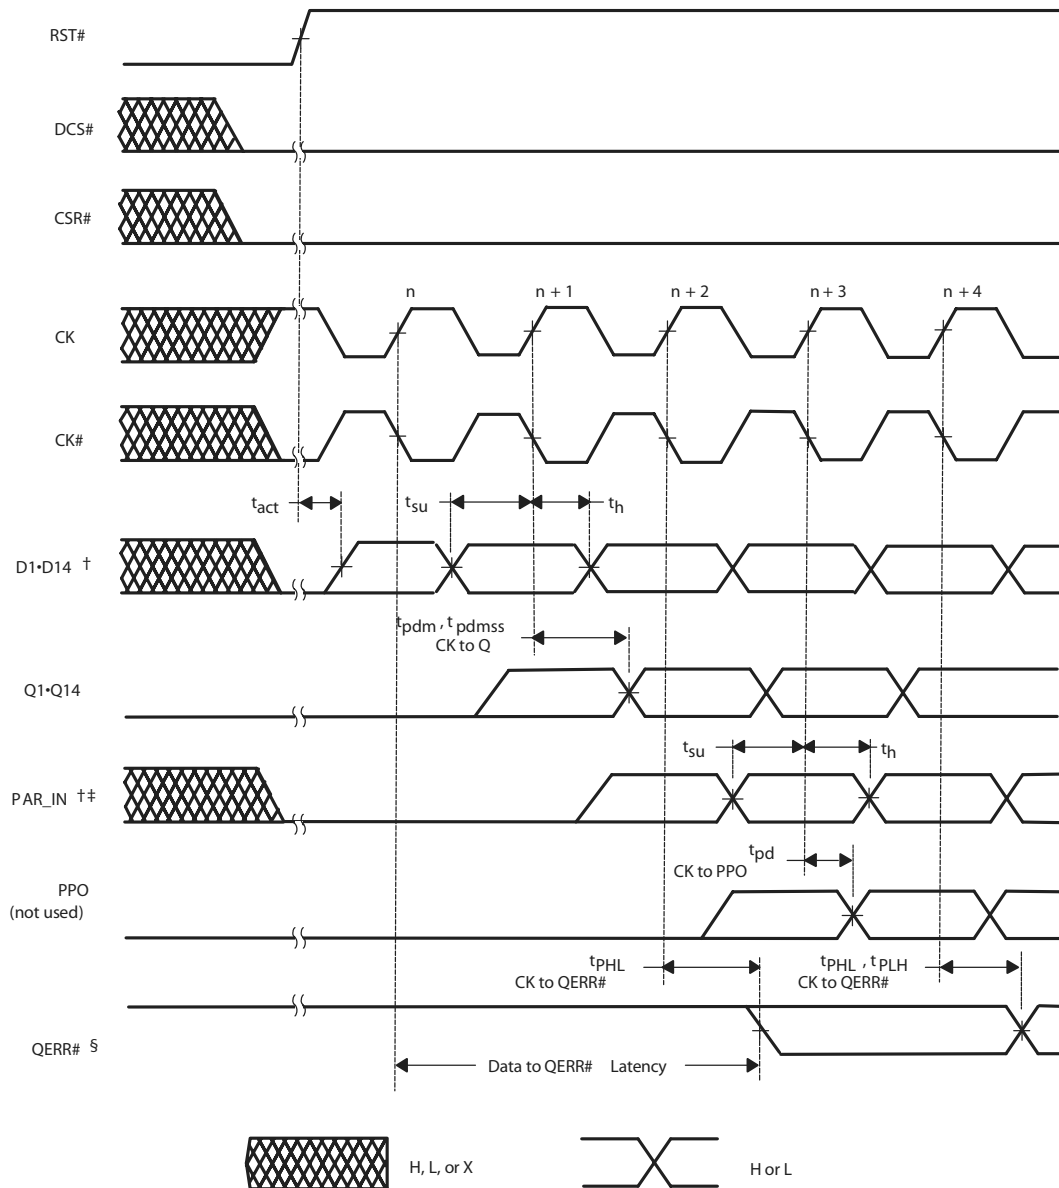 RST#
DCS#
CSR#
n n + 1 n + 2 n + 3 n + 4
CK
CK#
tact tsu th
D1•D14 †
tpdm , tpdmss
CK to Q
Q1•Q14
tsu th
PAR_IN †‡
tpd
CK to PPO
PPO
(not used)
tPHL
CK to QERR#
tPHL , tPLH
CK to QERR#
QERR# §
Data to QERR# Latency
H, L, or X
H or L